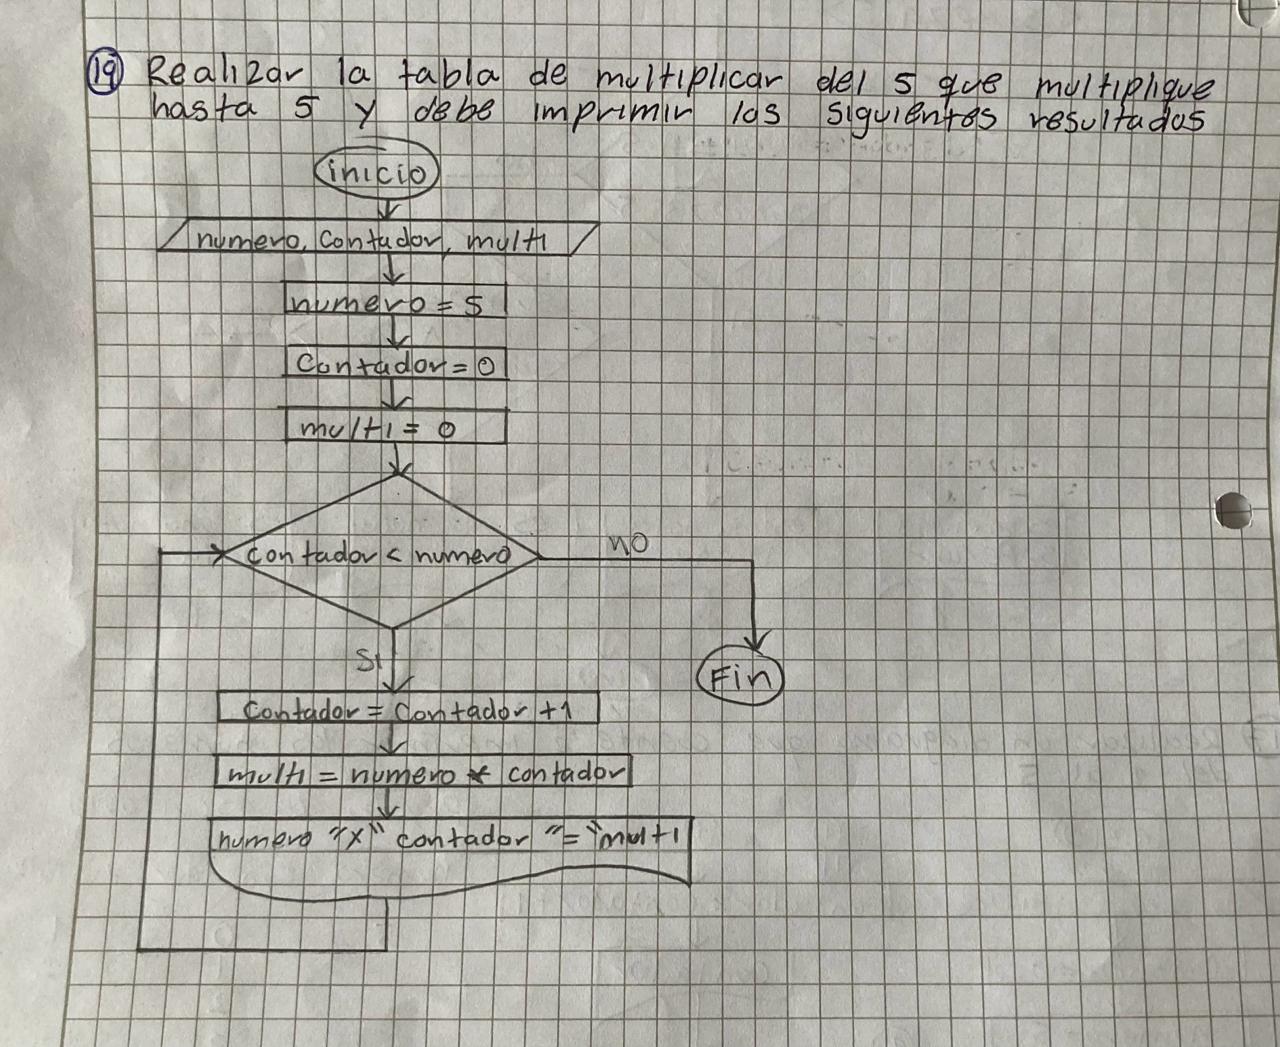 19 Realizar la tabla de multiplicar del 5 que multiplique
hasta 5 y debe imprimir los siguientes resultados
inicio
numero, Contador, multi
numero = 5
Contador = 0
multi = 0
contador < numero
no
Si
Fin
Contador = Contador +1
multi = numero * contador
numero "x" contador "=" multi